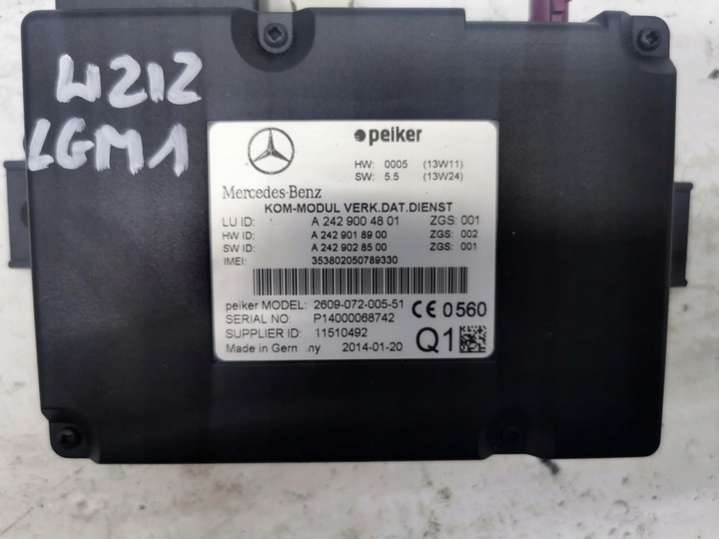 W212
LGM1
peiker
HW: 0005 (13W11)
SW: 5.5 (13W24)
Mercedes-Benz
KOM-MODUL VERK.DAT.DIENST
LU ID: A 242 900 48 01 ZGS: 001
HW ID: A 242 901 89 00 ZGS: 002
SW ID: A 242 902 85 00 ZGS: 001
IMEI: 353802050789330
peiker MODEL: 2609-072-005-51 CE 0560
SERIAL NO: P14000068742
SUPPLIER ID: 11510492 Q1
Made in Germ ny 2014-01-20